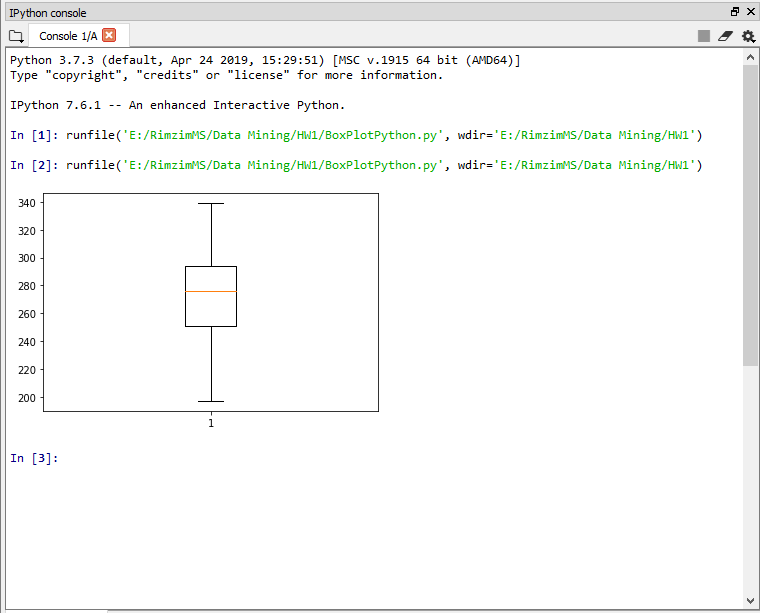 IPython console
Console 1/A
Python 3.7.3 (default, Apr 24 2019, 15:29:51) [MSC v.1915 64 bit (AMD64)]
Type "copyright", "credits" or "license" for more information.
IPython 7.6.1 -- An enhanced Interactive Python.
In [1]: runfile('E:/RimzimMS/Data Mining/HW1/BoxPlotPython.py', wdir='E:/RimzimMS/Data Mining/HW1')
In [2]: runfile('E:/RimzimMS/Data Mining/HW1/BoxPlotPython.py', wdir='E:/RimzimMS/Data Mining/HW1')
340
320
300
280
260
240
220
200
1
In [3]: